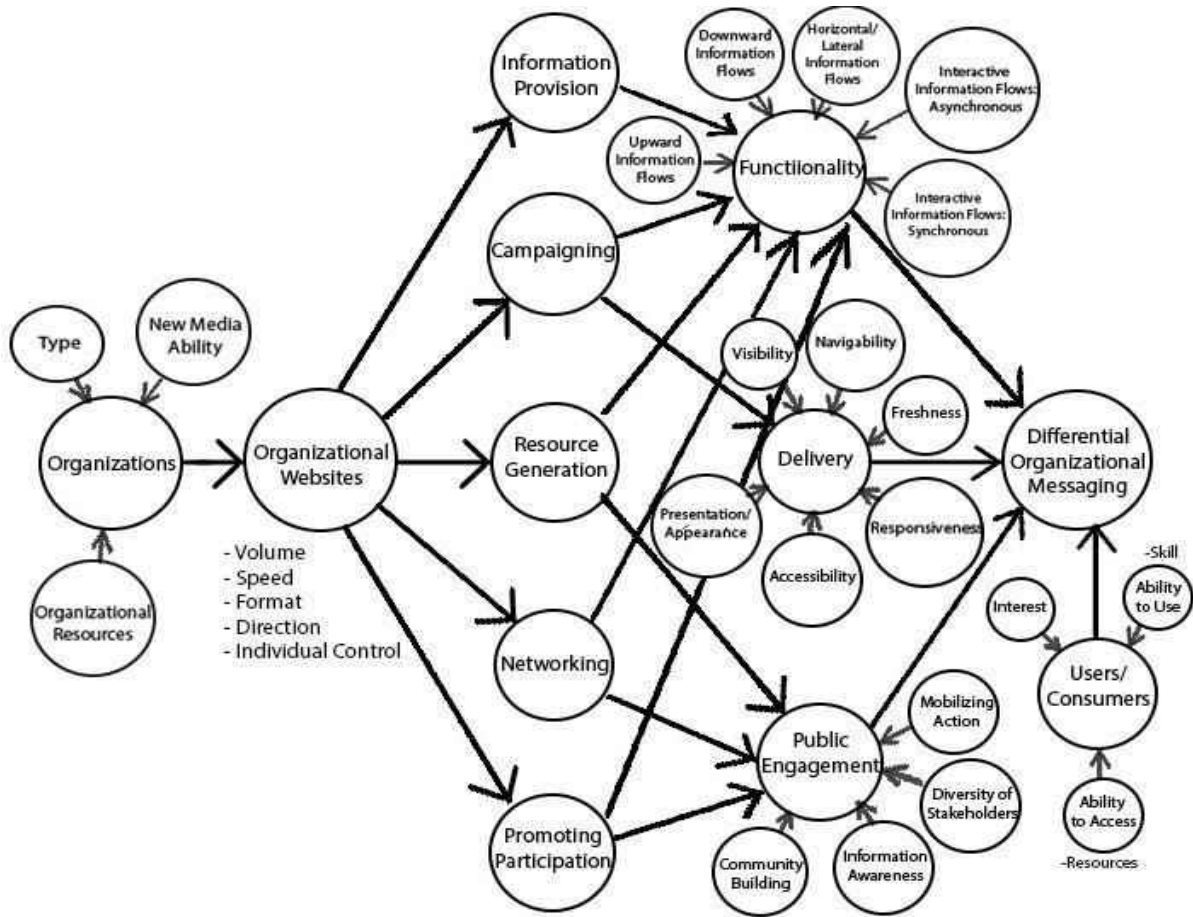 Information
Provision
Downward
Information
Flows
Horizontal/
Lateral
Information
Flows
Interactive
Information Flows:
Asynchronous
Upward
Information
Flows
Functiionality
Interactive
Information Flows:
Synchronous
Campaigning
Type
New Media
Ability
Visibility
Navigability
Freshness
Organizations
Organizational
Websites
Resource
Generation
Delivery
Differential
Organizational
Messaging
Presentation/
Appearance
Responsiveness
Accessibility
- Volume
- Speed
- Format
- Direction
- Individual Control
Organizational
Resources
-Skill
Interest
Ability
to Use
Networking
Users/
Consumers
Mobilizing
Action
Public
Engagement
Diversity of
Stakeholders
Ability
to Access
-Resources
Promoting
Participation
Community
Building
Information
Awareness